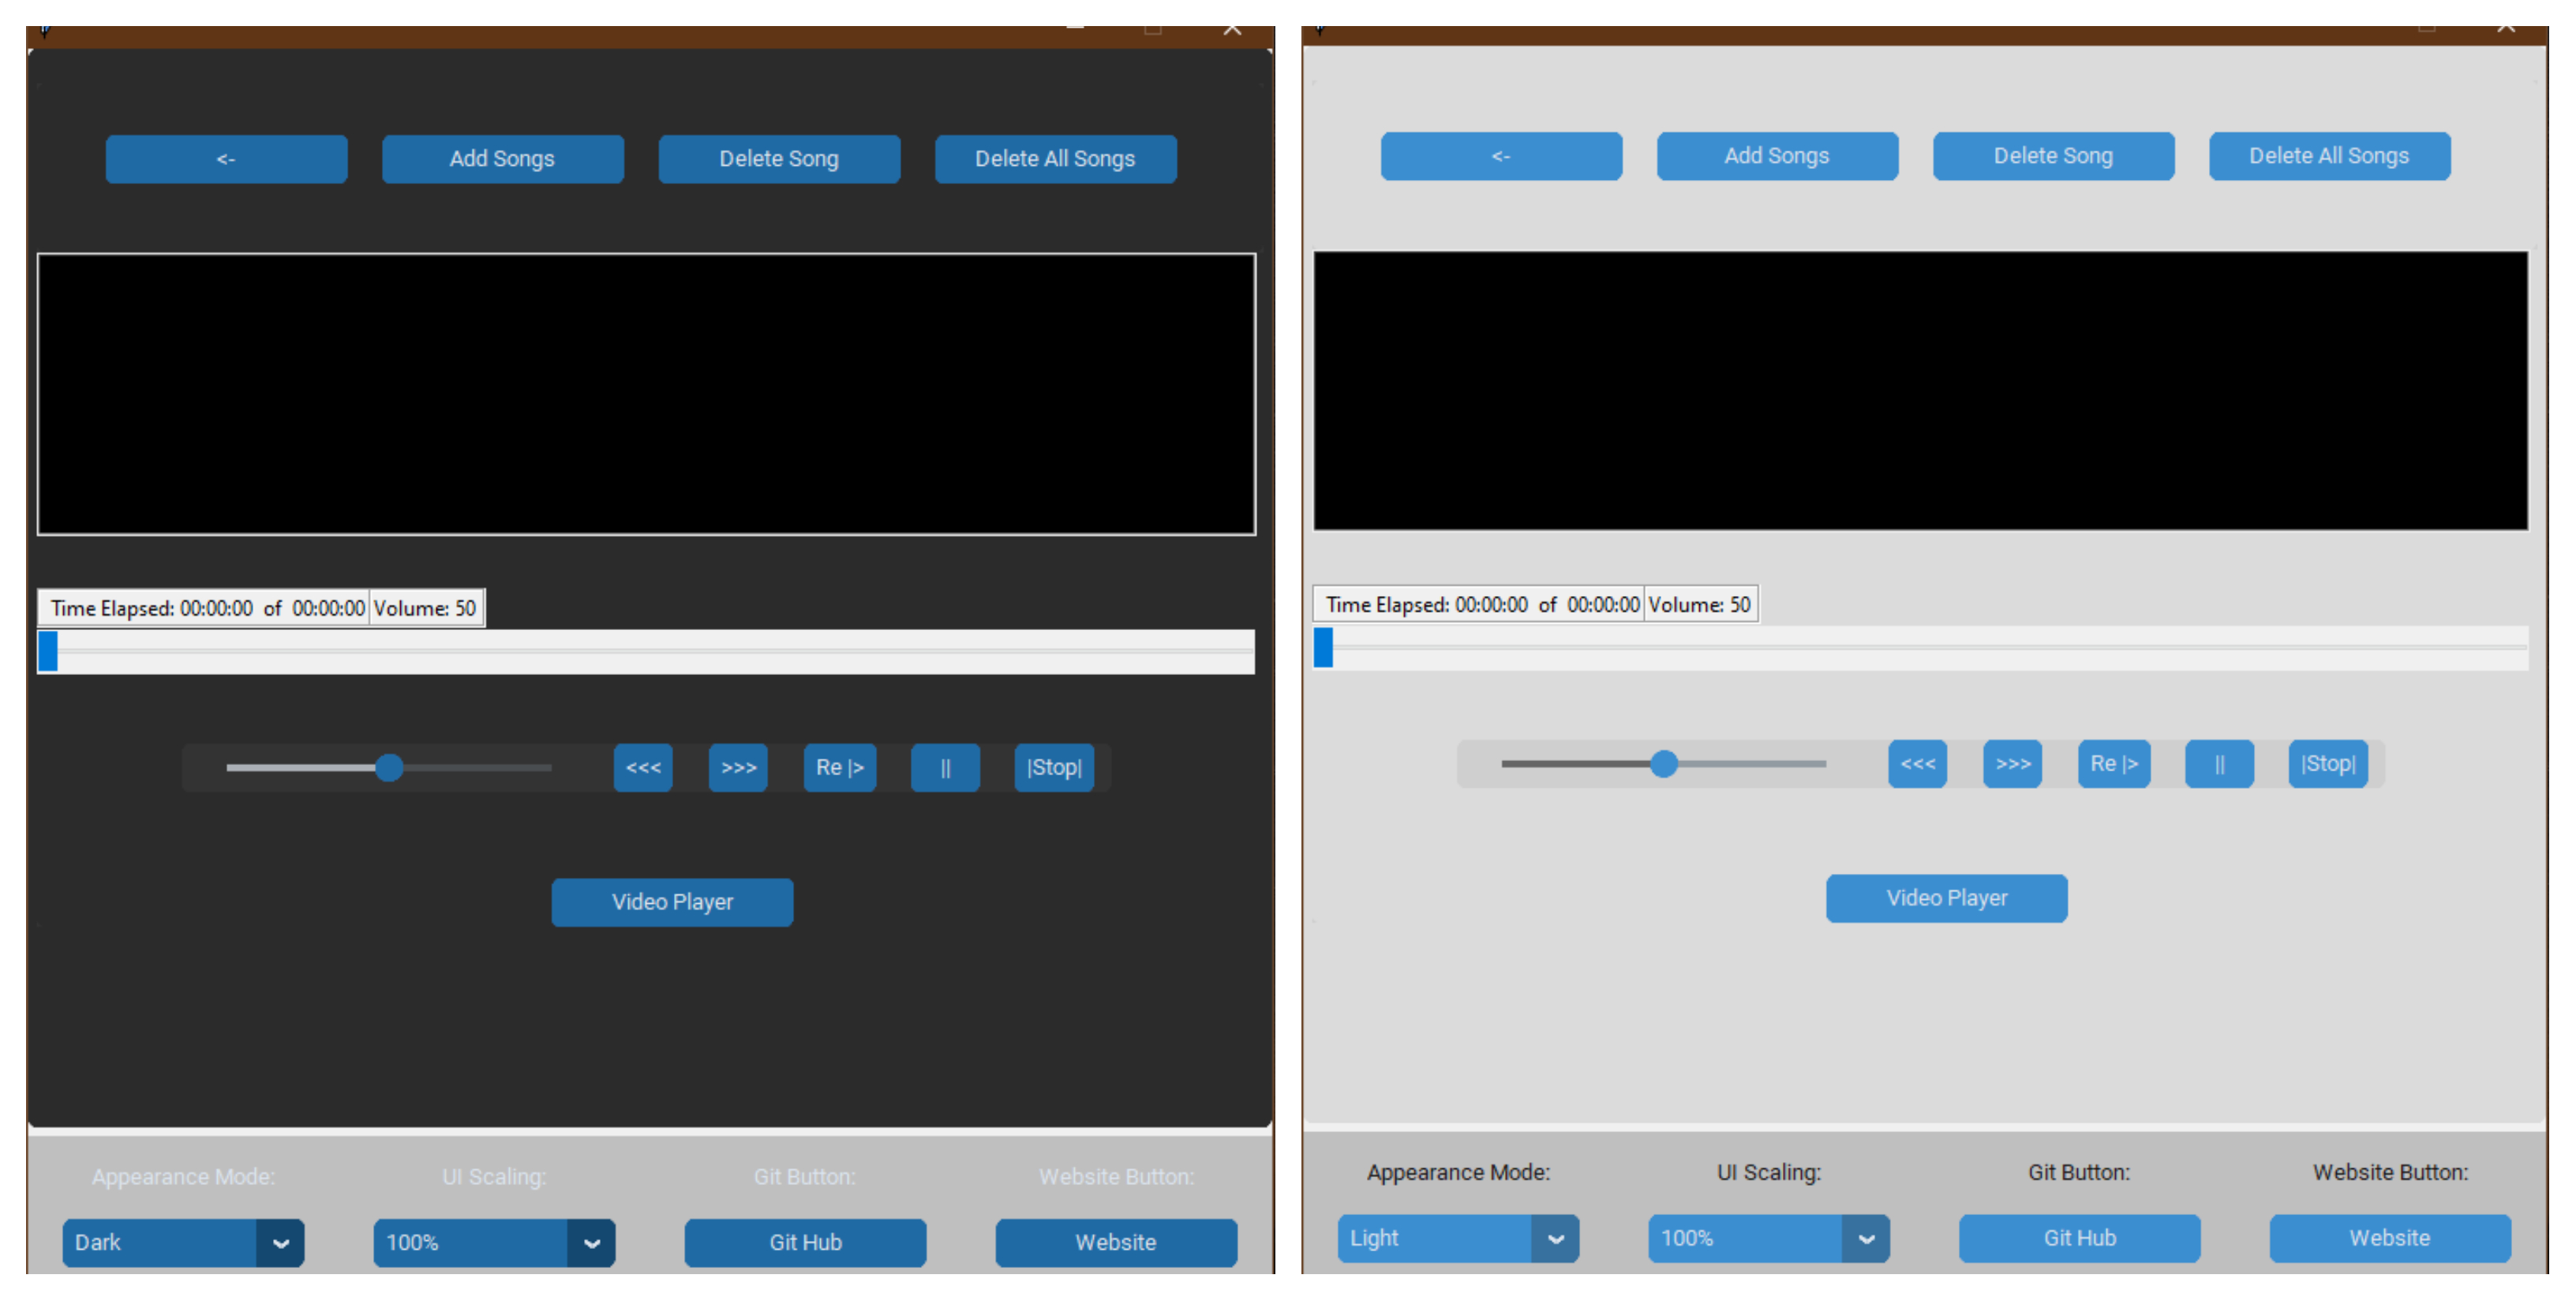 <- Add Songs Delete Song Delete All Songs
Time Elapsed: 00:00:00 of 00:00:00 Volume: 50
<<< >>> Re |> || |Stop|
Video Player
Appearance Mode: UI Scaling: Git Button: Website Button:
Dark 100% Git Hub Website
<- Add Songs Delete Song Delete All Songs
Time Elapsed: 00:00:00 of 00:00:00 Volume: 50
<<< >>> Re |> || |Stop|
Video Player
Appearance Mode: UI Scaling: Git Button: Website Button:
Light 100% Git Hub Website